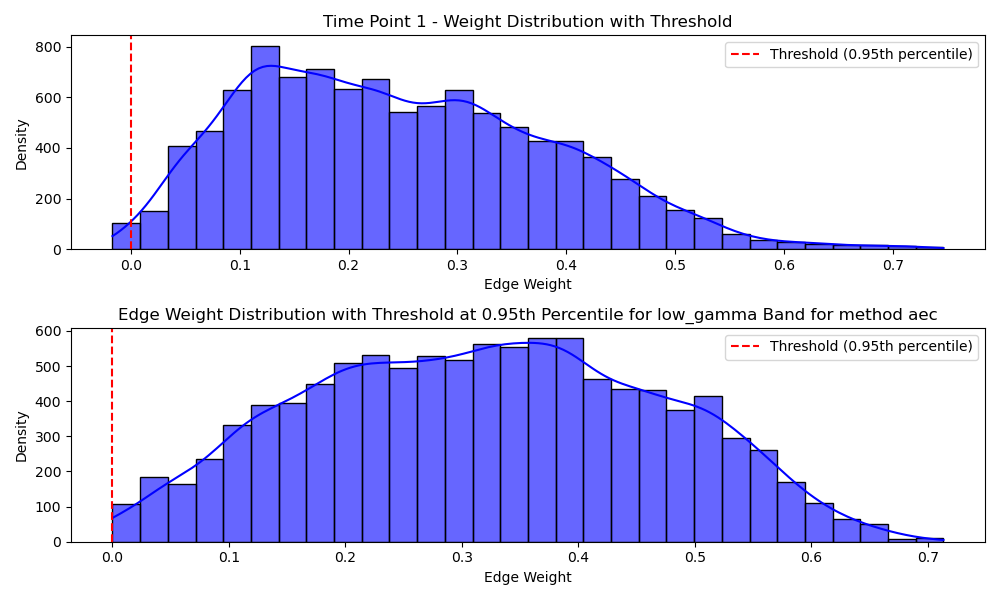 Time Point 1 - Weight Distribution with Threshold
Density
800
600
400
200
0
Threshold (0.95th percentile)
0.0 0.1 0.2 0.3 0.4 0.5 0.6 0.7
Edge Weight
Edge Weight Distribution with Threshold at 0.95th Percentile for low_gamma Band for method aec
Density
600
500
400
300
200
100
0
Threshold (0.95th percentile)
0.0 0.1 0.2 0.3 0.4 0.5 0.6 0.7
Edge Weight